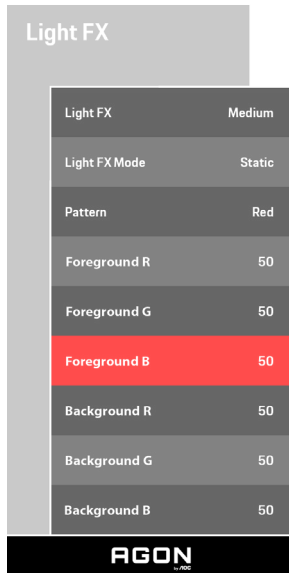 Light FX
Light FX Medium
Light FX Mode Static
Pattern Red
Foreground R 50
Foreground G 50
Foreground B 50
Background R 50
Background G 50
Background B 50
AGON
by AOC